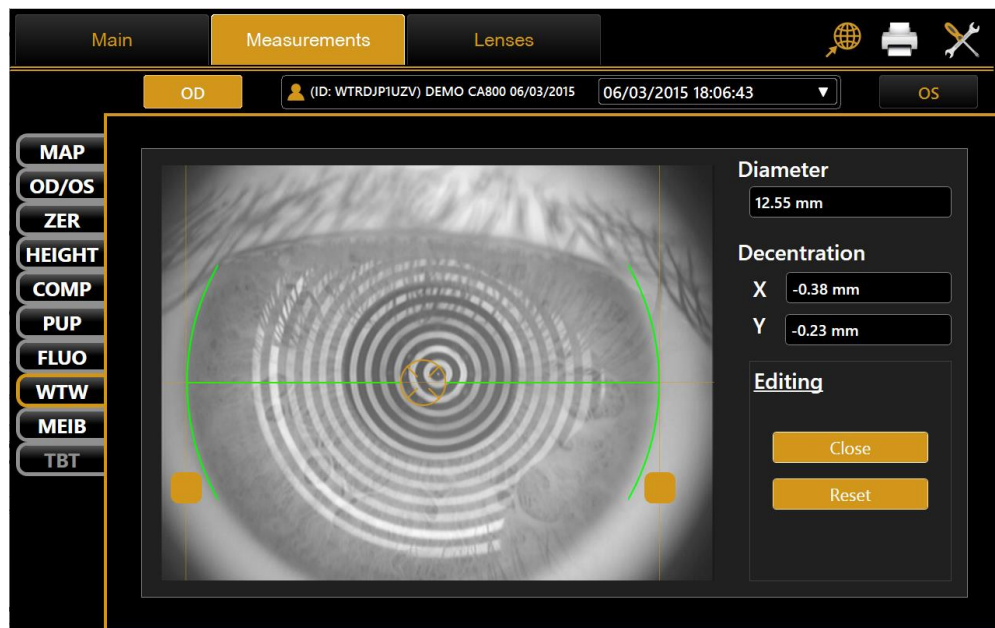 Main
Measurements
Lenses
OD
(ID: WTRDJP1UZV) DEMO CA800 06/03/2015
06/03/2015 18:06:43
OS
MAP
OD/OS
ZER
HEIGHT
COMP
PUP
FLUO
WTW
MEIB
TBT
Diameter
12.55 mm
Decentration
X -0.38 mm
Y -0.23 mm
Editing
Close
Reset